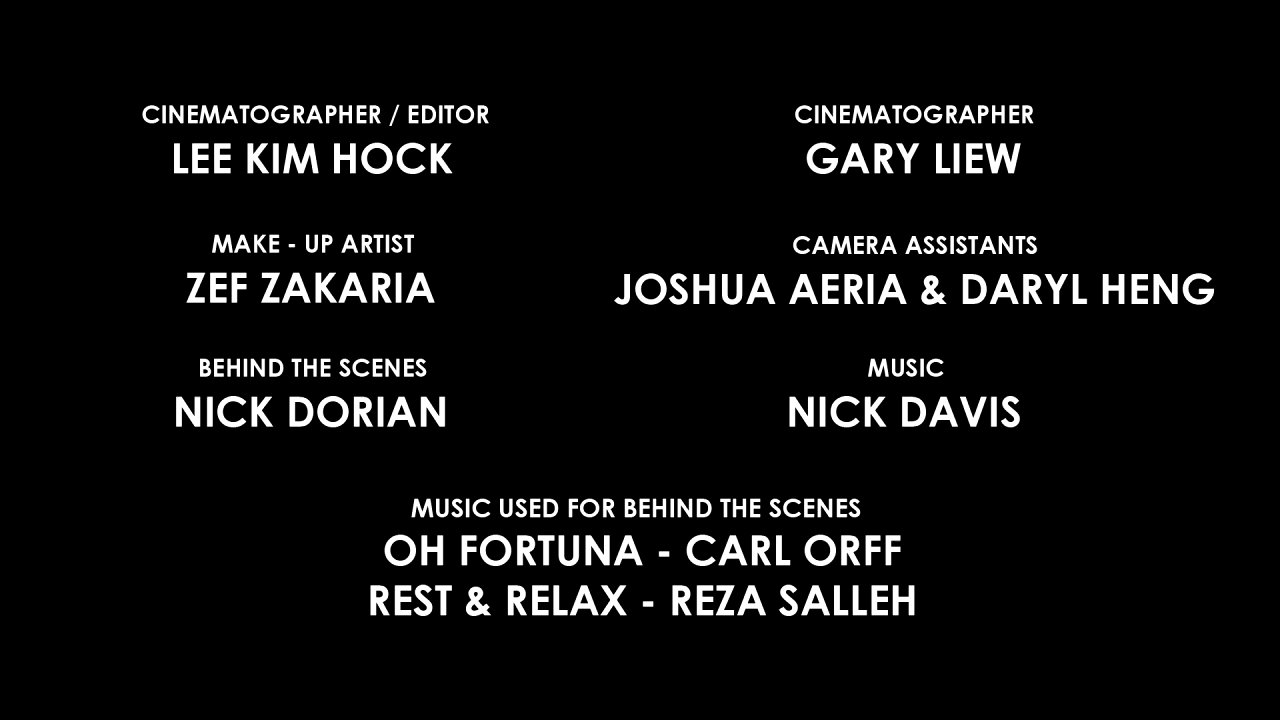 CINEMATOGRAPHER / EDITOR
LEE KIM HOCK
CINEMATOGRAPHER
GARY LIEW
MAKE - UP ARTIST
ZEF ZAKARIA
CAMERA ASSISTANTS
JOSHUA AERIA & DARYL HENG
BEHIND THE SCENES
NICK DORIAN
MUSIC
NICK DAVIS
MUSIC USED FOR BEHIND THE SCENES
OH FORTUNA - CARL ORFF
REST & RELAX - REZA SALLEH